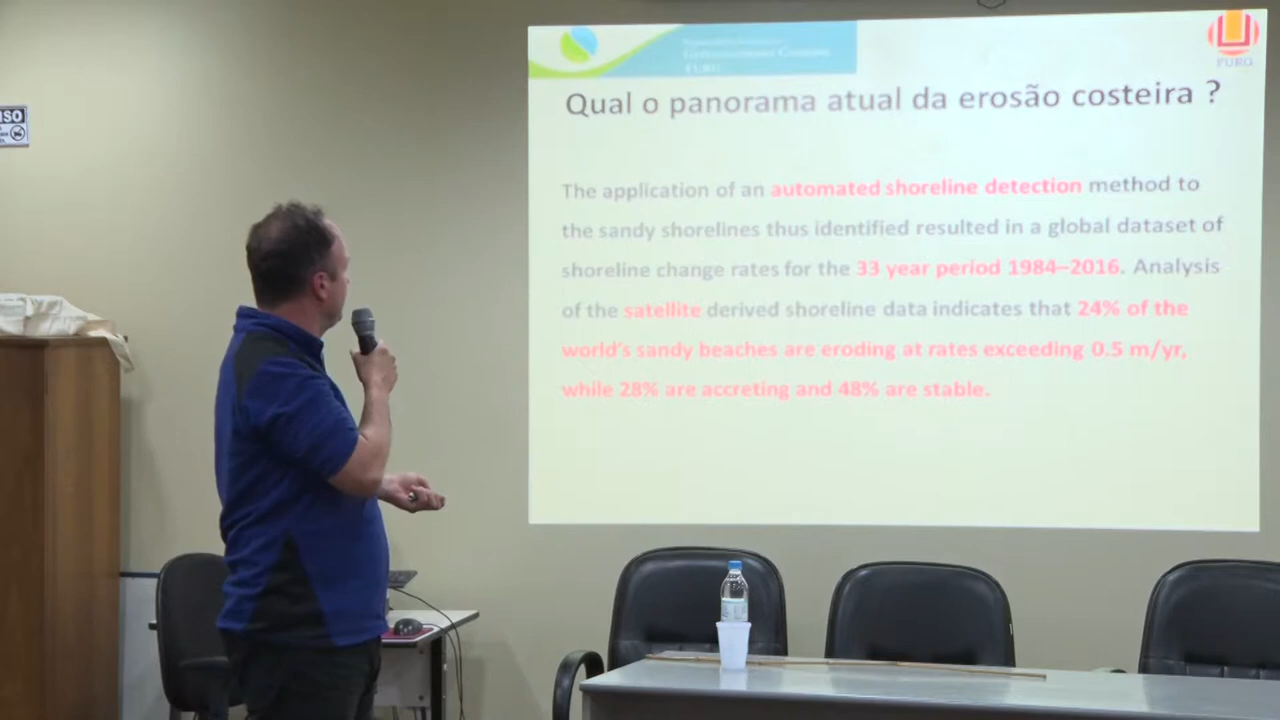 ISO
Gerenciamento Costeiro
FURG
FURG
Qual o panorama atual da erosão costeira ?
The application of an automated shoreline detection method to
the sandy shorelines thus identified resulted in a global dataset of
shoreline change rates for the 33 year period 1984–2016. Analysis
of the satellite derived shoreline data indicates that 24% of the
world's sandy beaches are eroding at rates exceeding 0.5 m/yr,
while 28% are accreting and 48% are stable.